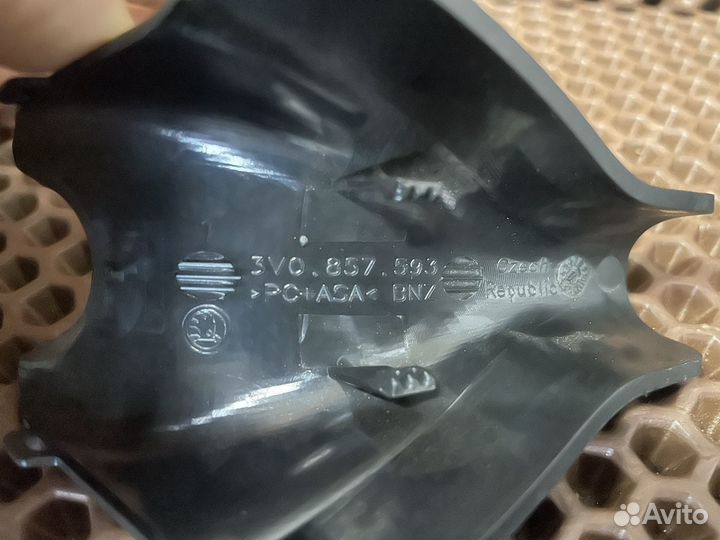 3V0.857.593
>PC+ASA< BNZ
Czech
Republic
Avito